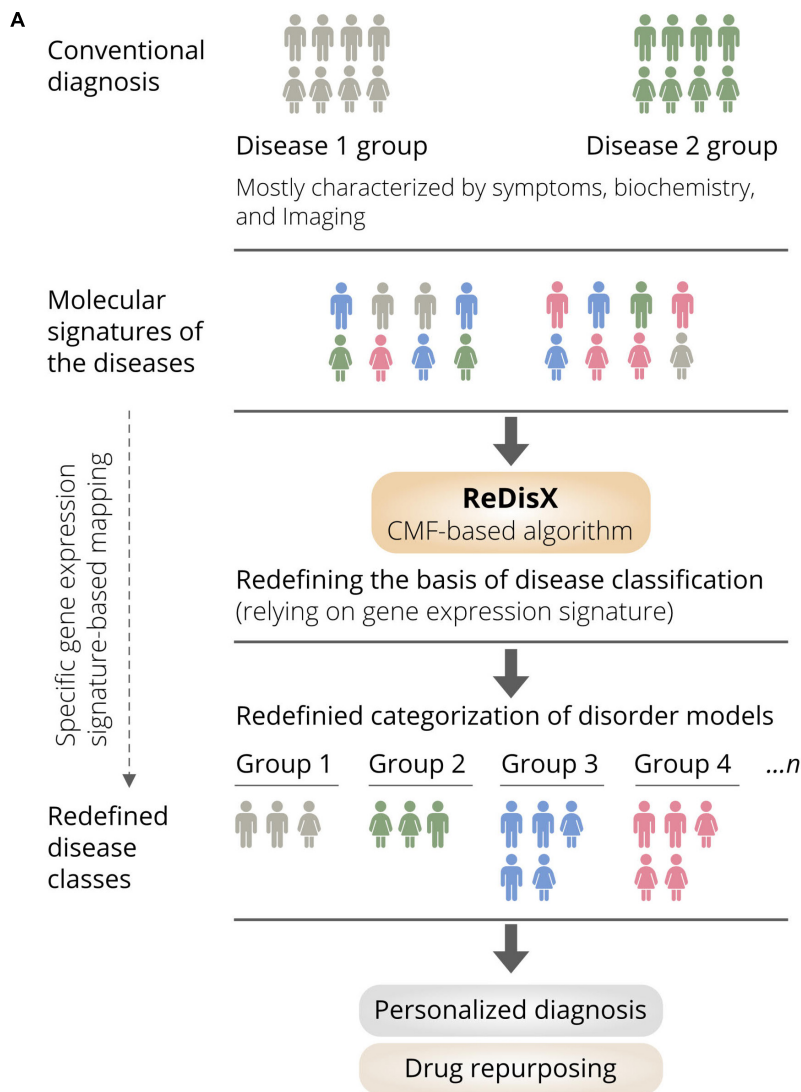 A
Conventional
diagnosis
Disease 1 group
Disease 2 group
Mostly characterized by symptoms, biochemistry,
and Imaging
Molecular
signatures of
the diseases
Specific gene expression
signature-based mapping
ReDisX
CMF-based algorithm
Redefining the basis of disease classification
(relying on gene expression signature)
Redefinied categorization of disorder models
Group 1
Group 2
Group 3
Group 4
...n
Redefined
disease
classes
Personalized diagnosis
Drug repurposing